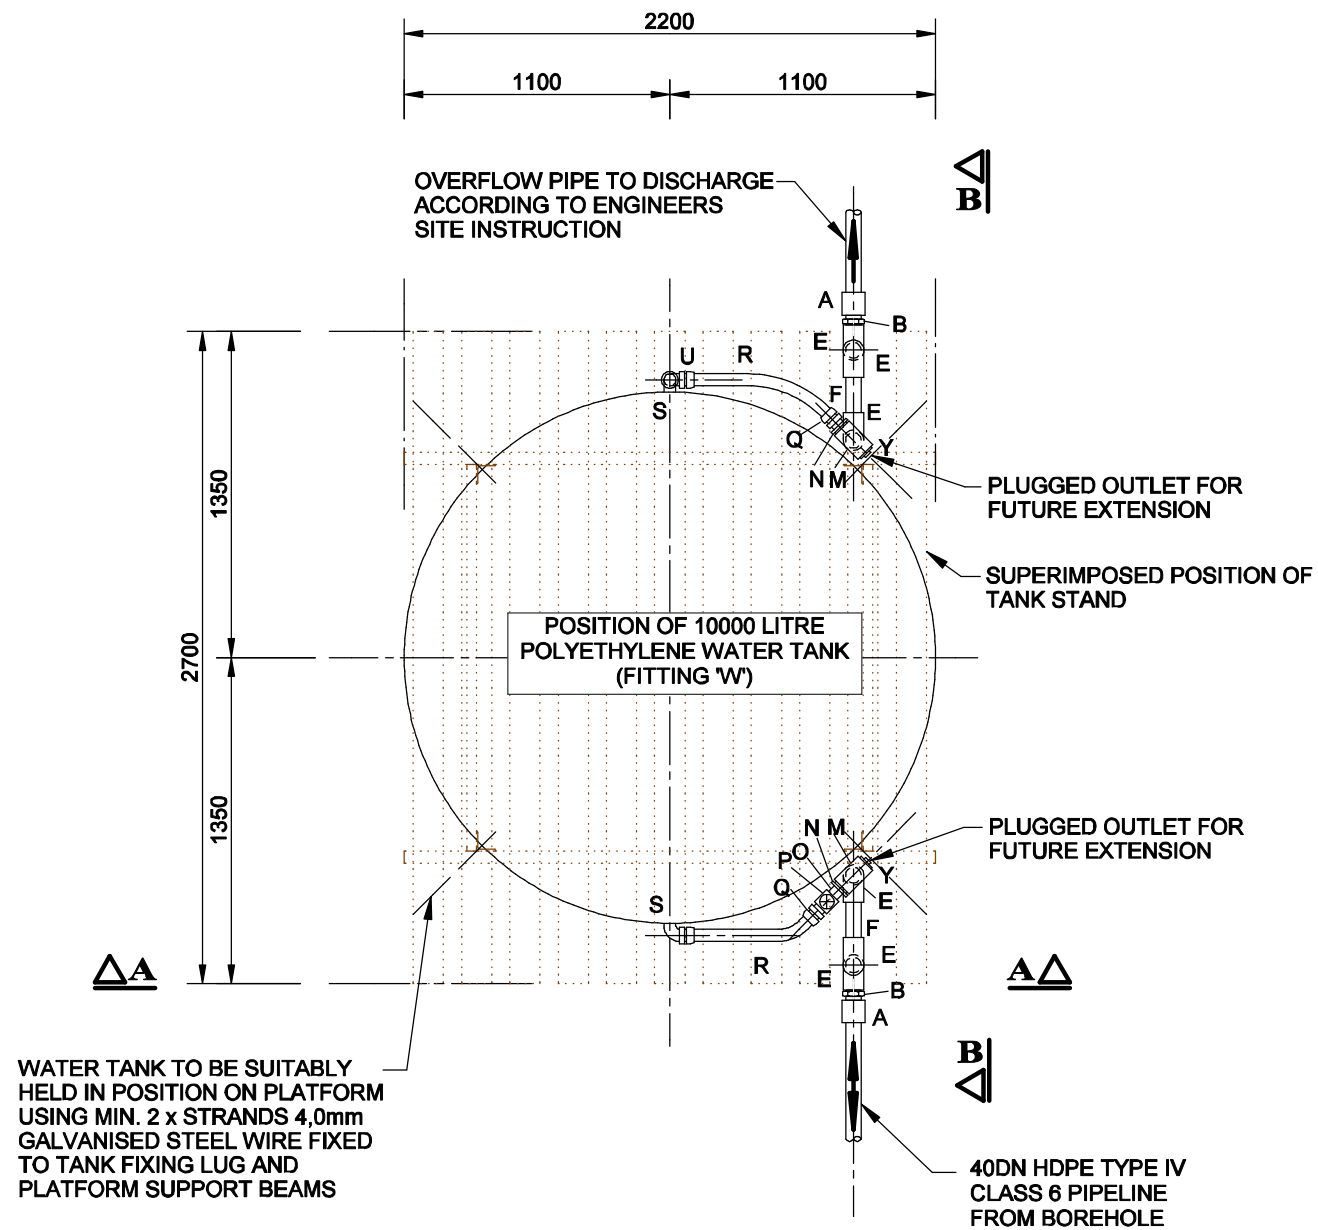 2200
1100
1100
OVERFLOW PIPE TO DISCHARGE
ACCORDING TO ENGINEERS
SITE INSTRUCTION
B
A
B
E
E
U
R
F
E
S
Q
Y
N
M
PLUGGED OUTLET FOR
FUTURE EXTENSION
1350
SUPERIMPOSED POSITION OF
TANK STAND
POSITION OF 10000 LITRE
POLYETHYLENE WATER TANK
(FITTING 'W')
2700
1350
N
M
PLUGGED OUTLET FOR
FUTURE EXTENSION
O
P
Q
Y
E
S
F
E
R
E
B
A
A
A
B
WATER TANK TO BE SUITABLY
HELD IN POSITION ON PLATFORM
USING MIN. 2 x STRANDS 4,0mm
GALVANISED STEEL WIRE FIXED
TO TANK FIXING LUG AND
PLATFORM SUPPORT BEAMS
40DN HDPE TYPE IV
CLASS 6 PIPELINE
FROM BOREHOLE